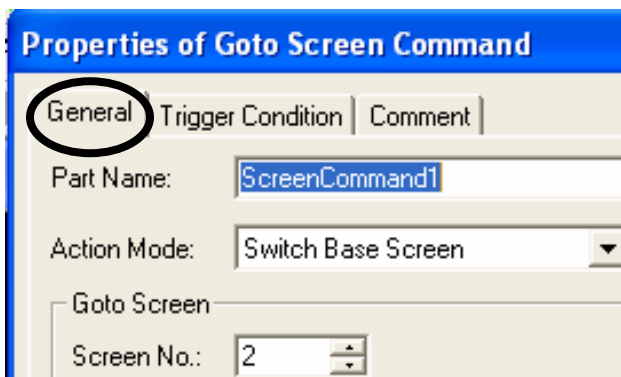 Properties of Goto Screen Command
General Trigger Condition Comment
Part Name: ScreenCommand1
Action Mode: Switch Base Screen
Goto Screen
Screen No.: 2